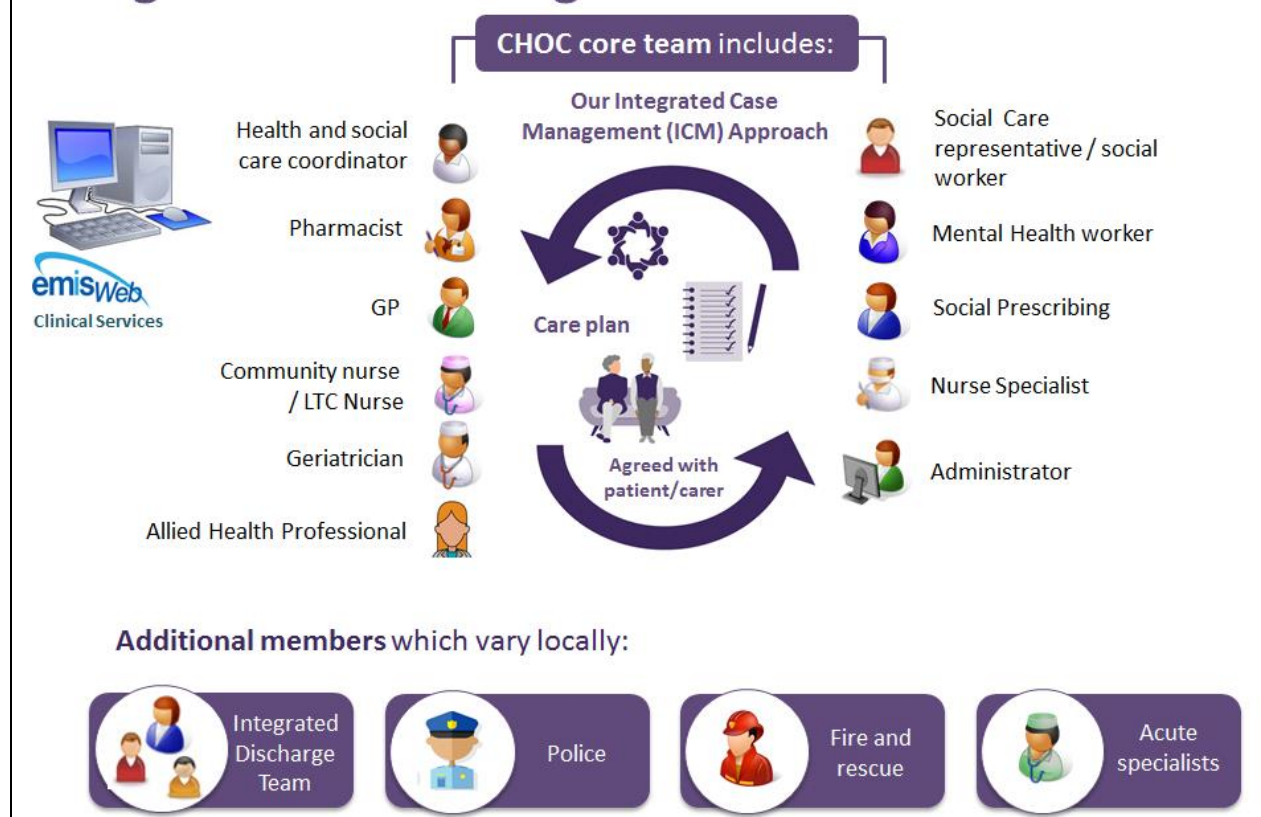 CHOC core team includes:
Our Integrated Case
Management (ICM) Approach
Health and social
care coordinator
Pharmacist
GP
Community nurse
/ LTC Nurse
Geriatrician
Allied Health Professional
emisWeb
Clinical Services
Care plan
Agreed with
patient/carer
Social Care
representative / social
worker
Mental Health worker
Social Prescribing
Nurse Specialist
Administrator
Additional members which vary locally:
Integrated
Discharge
Team
Police
Fire and
rescue
Acute
specialists